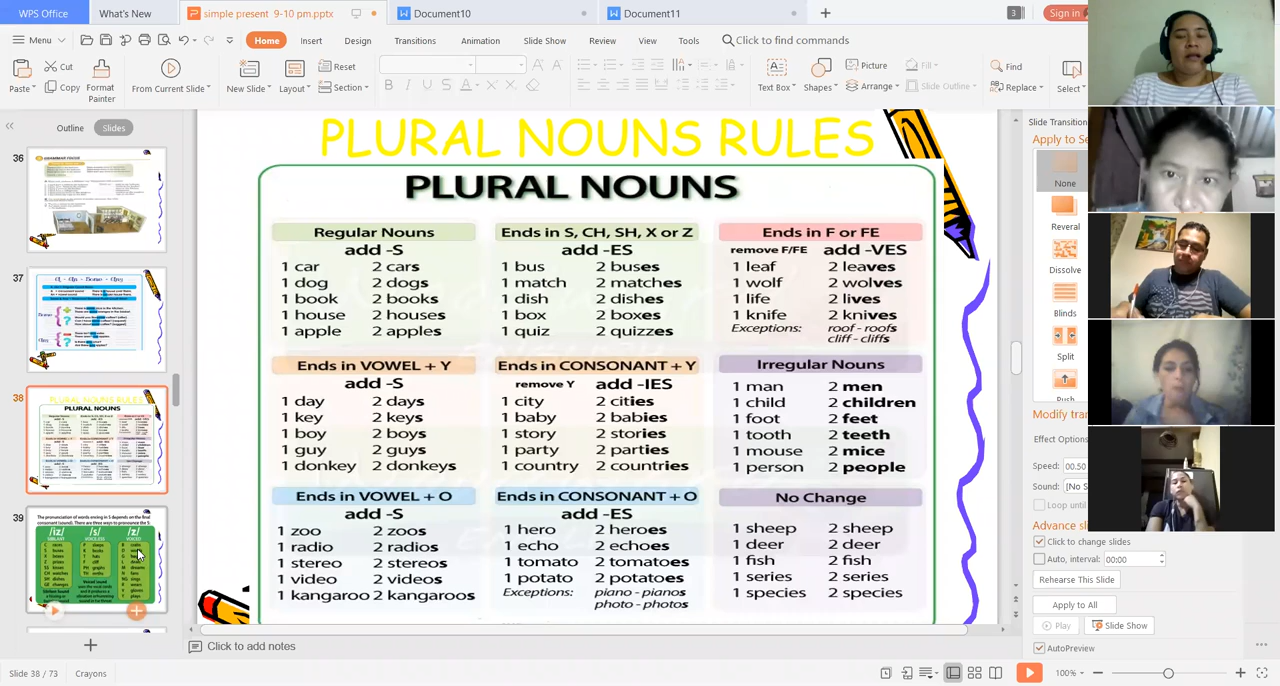 WPS Office
What's New
simple present 9-10 pm.pptx
Document10
Document11
3
Sign in
Menu
Home
Insert
Design
Transitions
Animation
Slide Show
Review
View
Tools
Click to find commands
Paste
Cut
Copy
Format
Painter
From Current Slide
New Slide
Layout
Reset
Section
Text Box
Shapes
Picture
Arrange
Fill
Slide Outline
Find
Replace
Select
Outline
Slides
36
37
38
39
PLURAL NOUNS RULES
PLURAL NOUNS
Regular Nouns
add -S
1 car 2 cars
1 dog 2 dogs
1 book 2 books
1 house 2 houses
1 apple 2 apples
Ends in S, CH, SH, X or Z
add -ES
1 bus 2 buses
1 match 2 matches
1 dish 2 dishes
1 box 2 boxes
1 quiz 2 quizzes
Ends in F or FE
remove F/FE add -VES
1 leaf 2 leaves
1 wolf 2 wolves
1 life 2 lives
1 knife 2 knives
Exceptions: roof - roofs
cliff - cliffs
Ends in VOWEL + Y
add -S
1 day 2 days
1 key 2 keys
1 boy 2 boys
1 guy 2 guys
1 donkey 2 donkeys
Ends in CONSONANT + Y
remove Y add -IES
1 city 2 cities
1 baby 2 babies
1 story 2 stories
1 party 2 parties
1 country 2 countries
Irregular Nouns
1 man 2 men
1 child 2 children
1 foot 2 feet
1 tooth 2 teeth
1 mouse 2 mice
1 person 2 people
Ends in VOWEL + O
add -S
1 zoo 2 zoos
1 radio 2 radios
1 stereo 2 stereos
1 video 2 videos
1 kangaroo 2 kangaroos
Ends in CONSONANT + O
add -ES
1 hero 2 heroes
1 echo 2 echoes
1 tomato 2 tomatoes
1 potato 2 potatoes
Exceptions: piano - pianos
photo - photos
No Change
1 sheep 2 sheep
1 deer 2 deer
1 fish 2 fish
1 series 2 series
1 species 2 species
Slide Transition
Apply to
None
Reveral
Dissolve
Blinds
Split
Push
Modify
Effect Options
Speed: 00.50
Sound:
Loop until
Advance
Click to change slides
Auto, interval: 00:00
Rehearse This Slide
Apply to All
Play
Slide Show
AutoPreview
Click to add notes
Slide 38 / 73
Crayons
100%